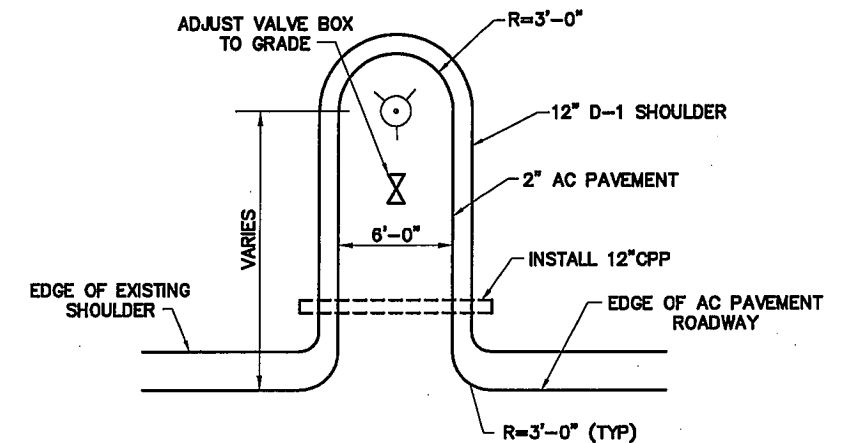 ADJUST VALVE BOX
TO GRADE
R=3'-0"
12" D-1 SHOULDER
2" AC PAVEMENT
VARIES
6'-0"
INSTALL 12"CPP
EDGE OF EXISTING
SHOULDER
EDGE OF AC PAVEMENT
ROADWAY
R=3'-0" (TYP)